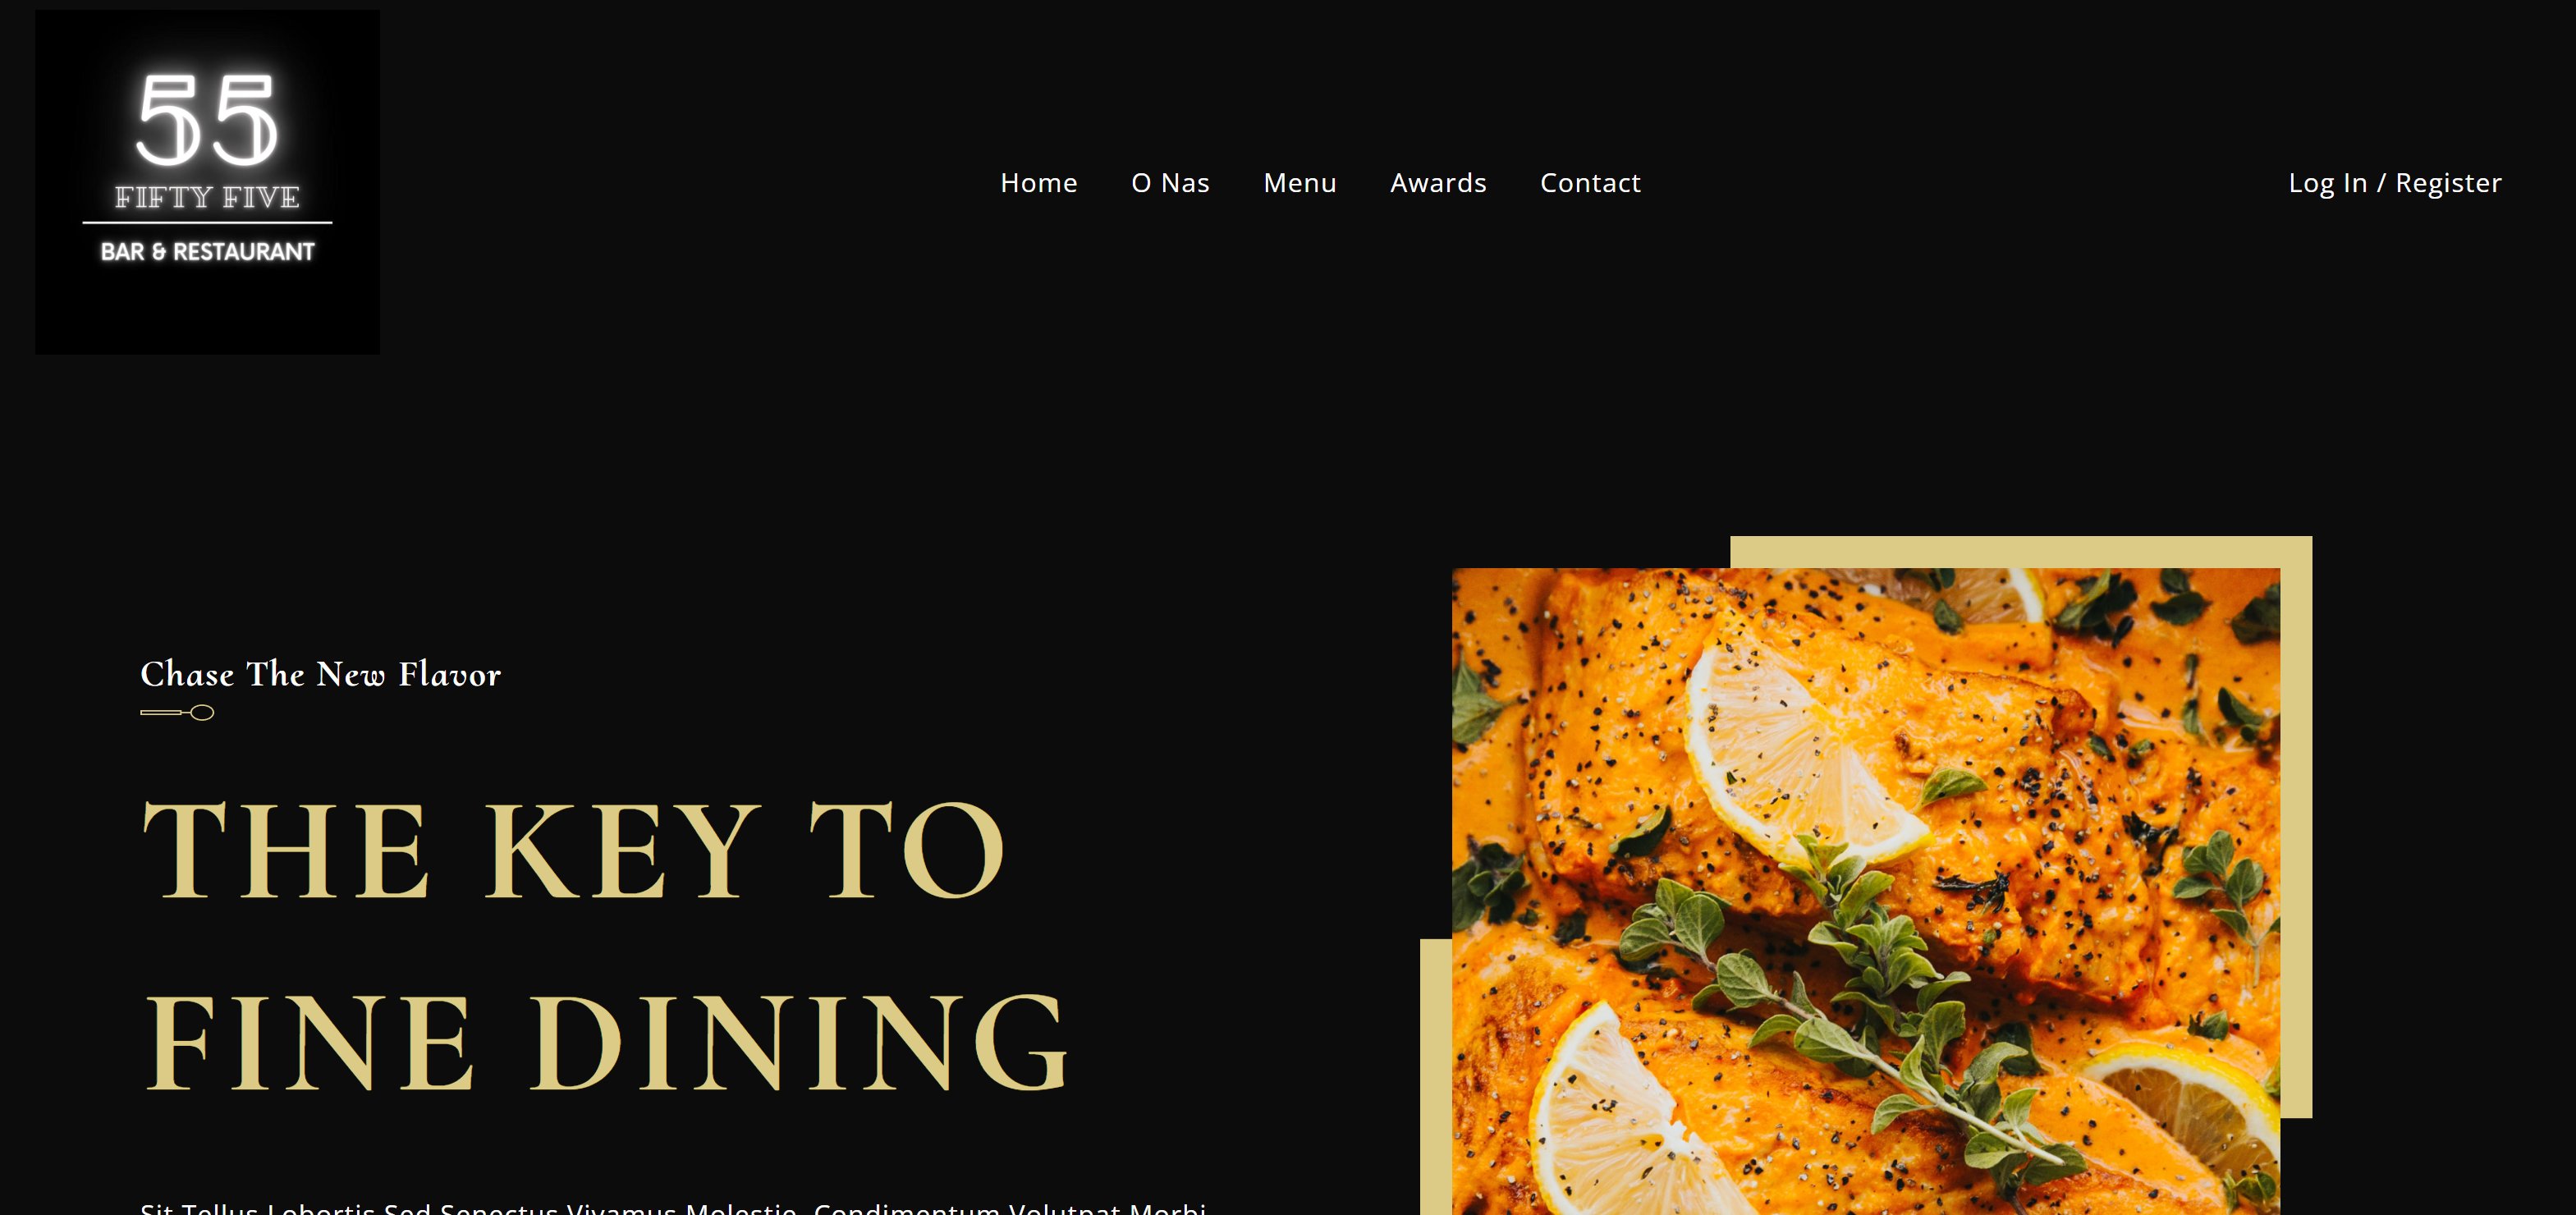 55
FIFTY FIVE
BAR & RESTAURANT
Home O Nas Menu Awards Contact
Log In / Register
Chase The New Flavor
THE KEY TO
FINE DINING
Sit Tellus Lobortis Sed Senectus Vivamus Molestie. Condimentum Volutpat Morbi